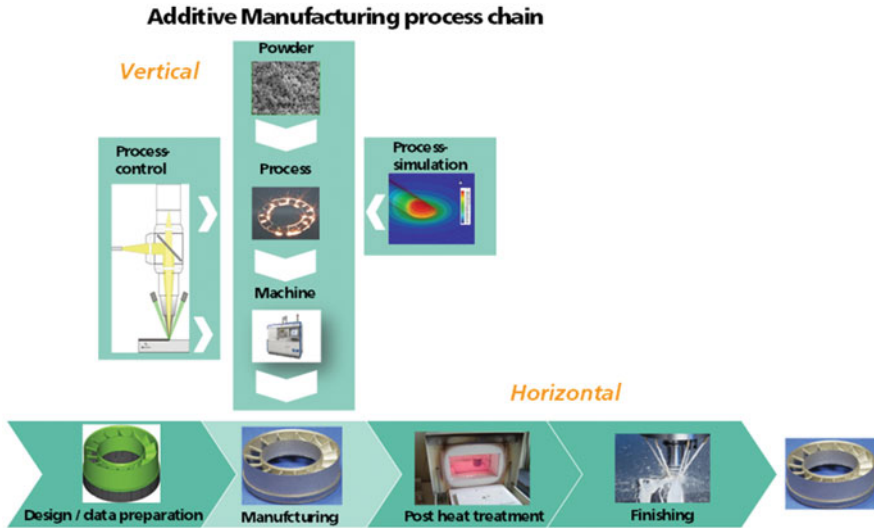 Additive Manufacturing process chain
Powder
Vertical
Process-
control
Process
Process-
simulation
Machine
Horizontal
Design / data preparation
Manufcturing
Post heat treatment
Finishing